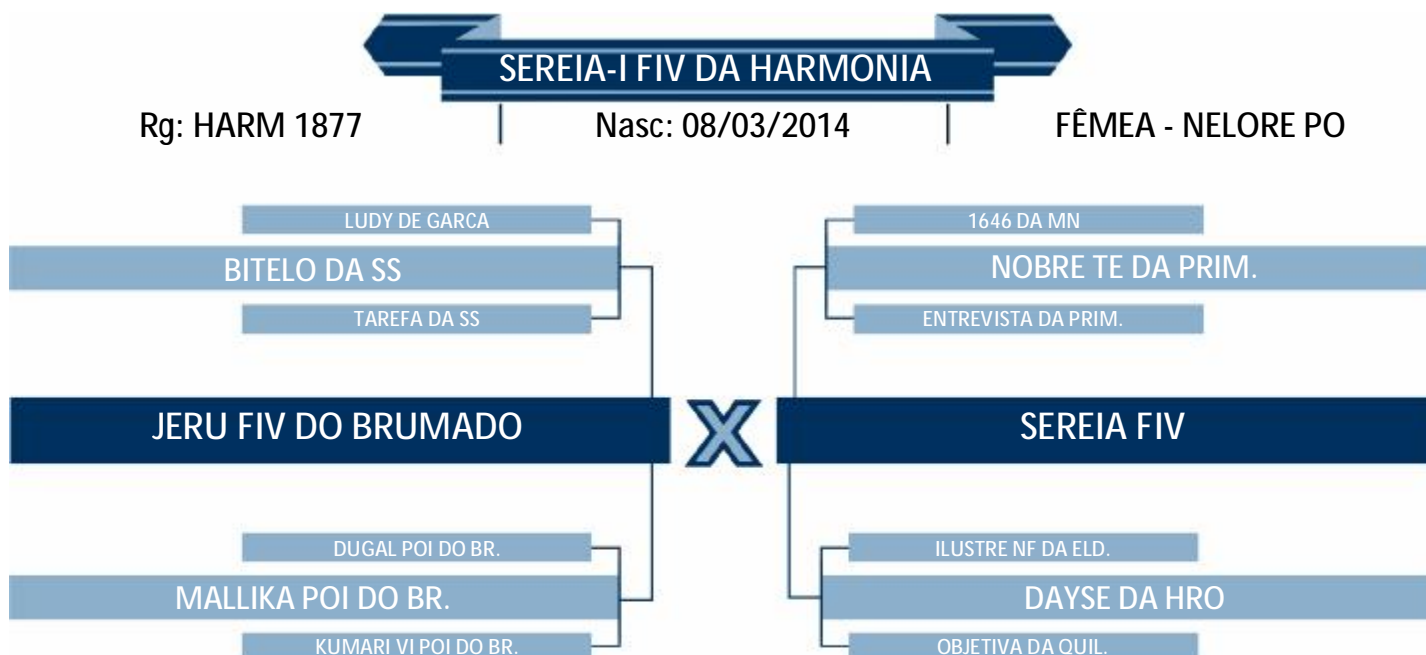 SEREIA-I FIV DA HARMONIA
Rg: HARM 1877
Nasc: 08/03/2014
FÊMEA - NELORE PO
LUDY DE GARCA
BITELO DA SS
TAREFA DA SS
1646 DA MN
NOBRE TE DA PRIM.
ENTREVISTA DA PRIM.
JERU FIV DO BRUMADO
X
SEREIA FIV
DUGAL POI DO BR.
MALLIKA POI DO BR.
KUMARI VI POI DO BR.
ILUSTRE NF DA ELD.
DAYSE DA HRO
OBJETIVA DA QUIL.